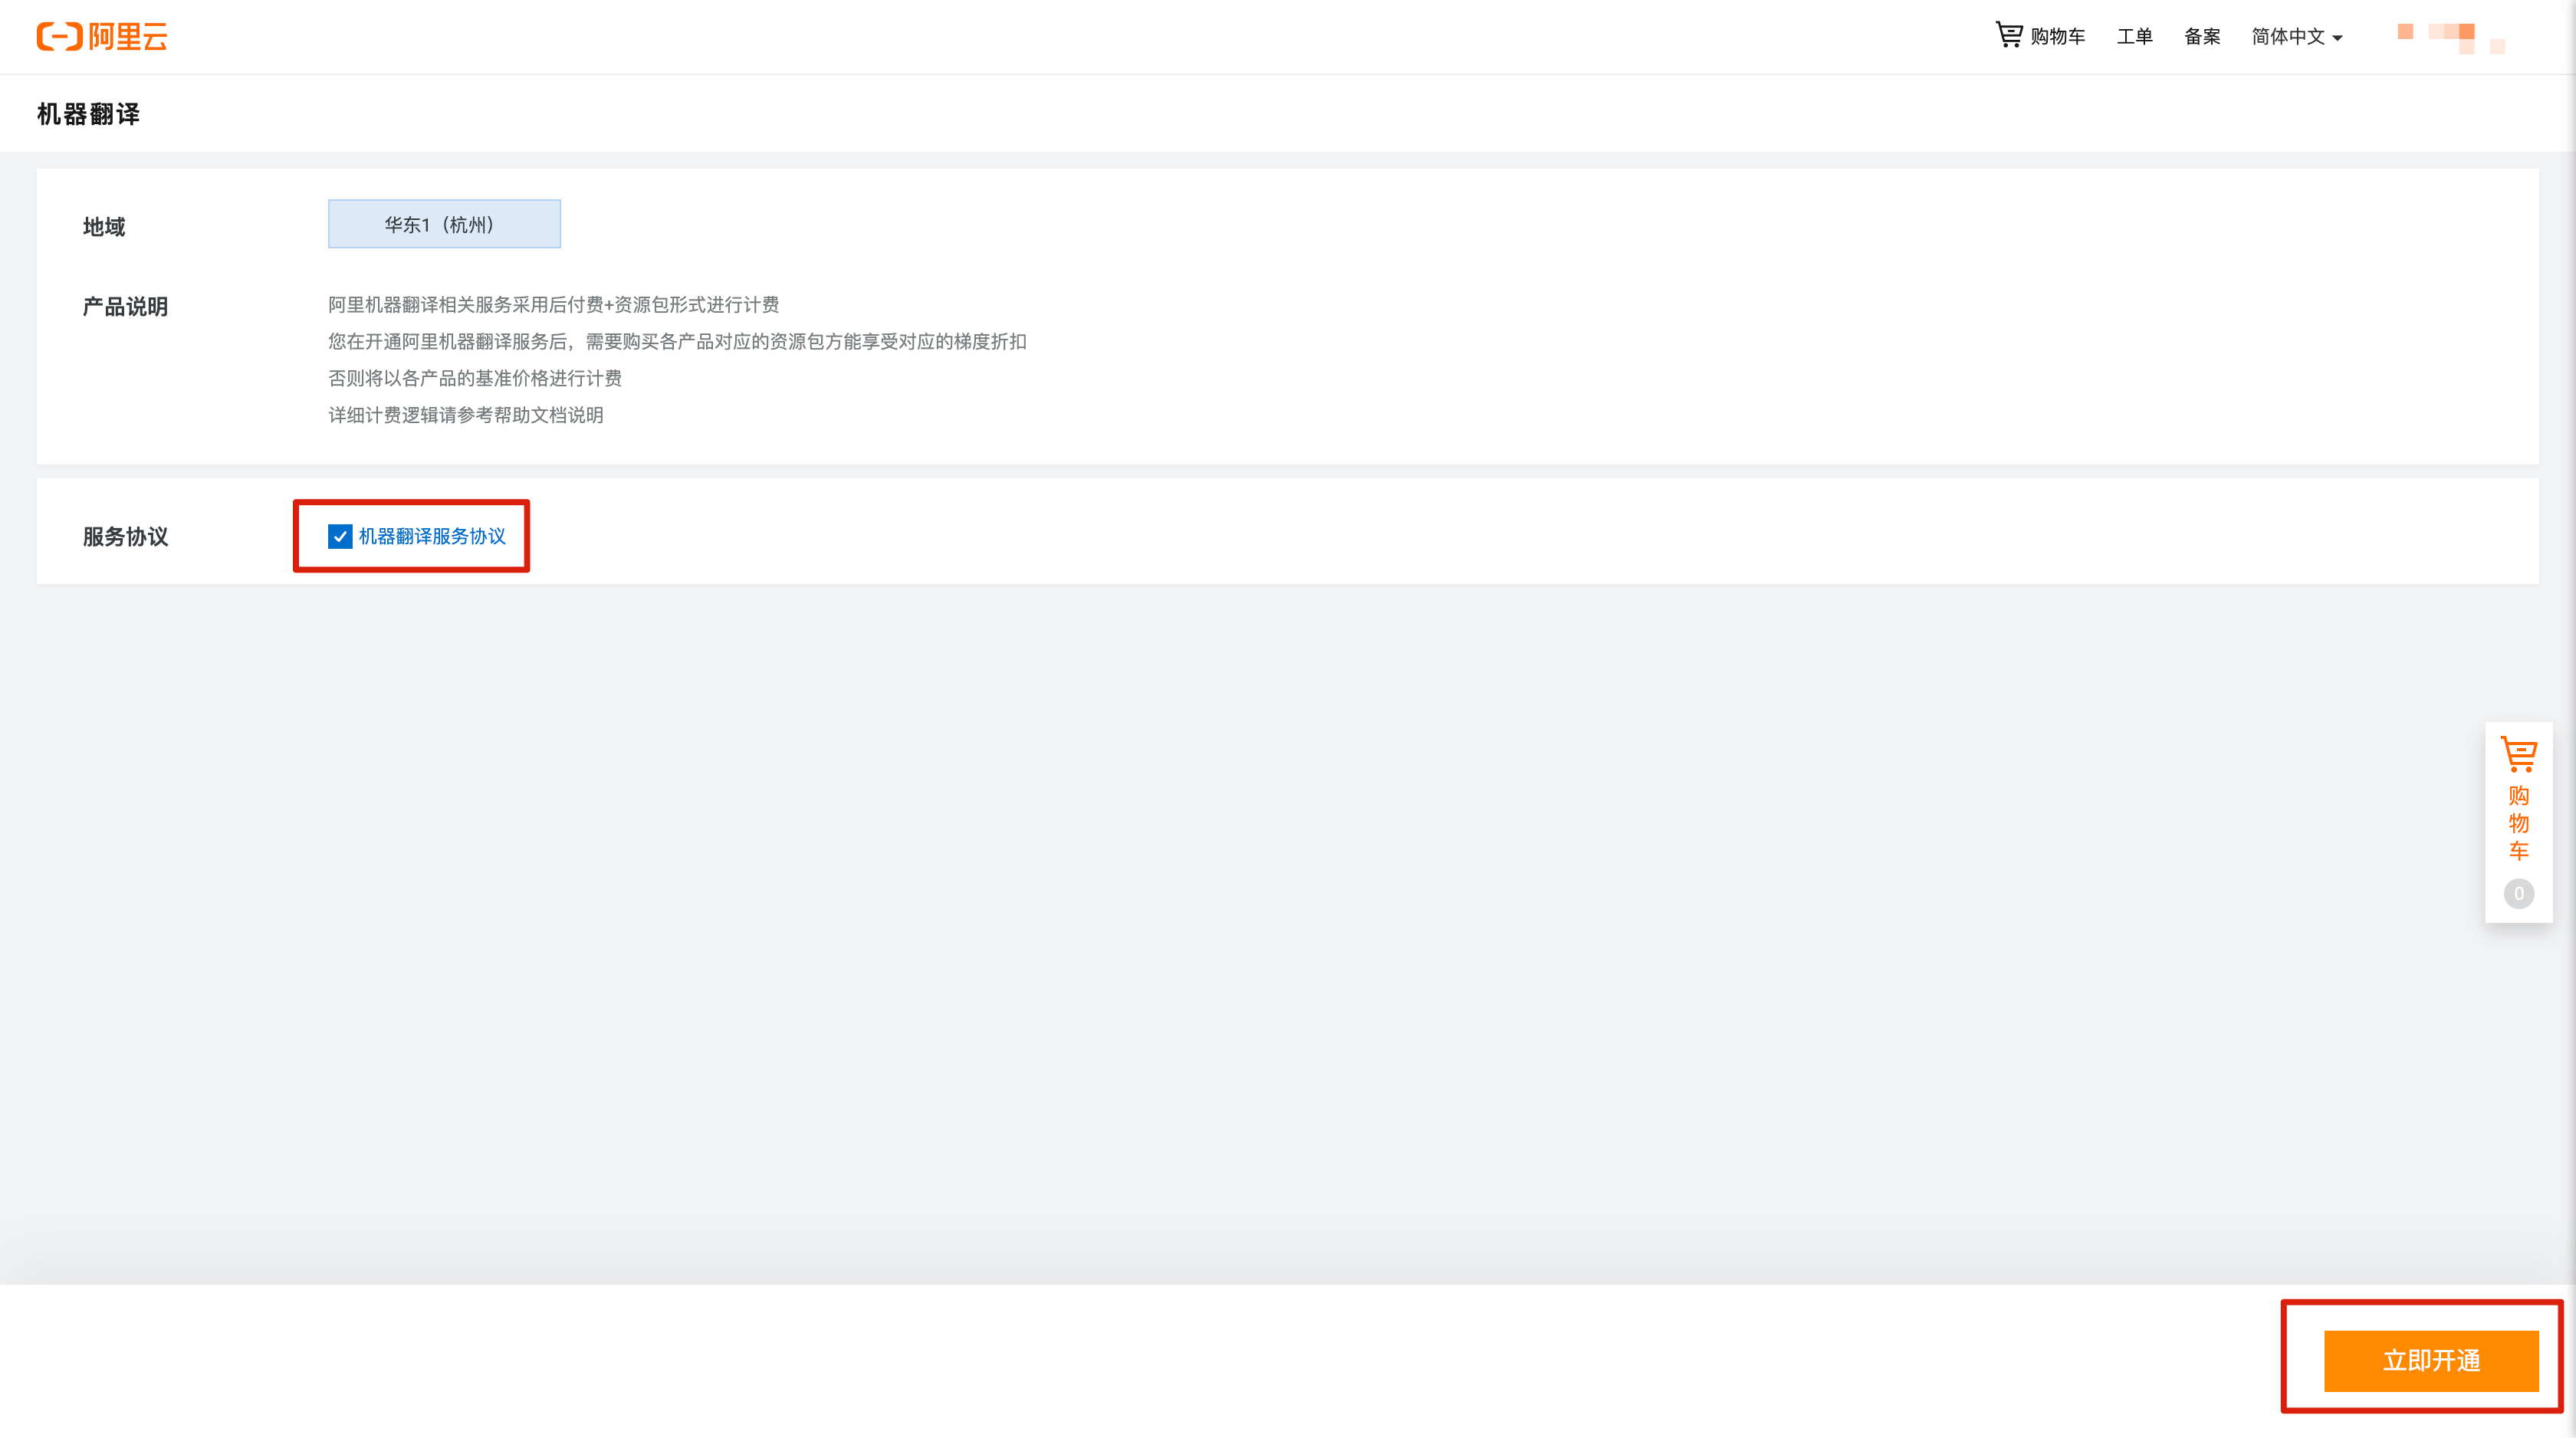 阿里云
购物车 工单 备案 简体中文
机器翻译
地域 华东1（杭州）
产品说明 阿里机器翻译相关服务采用后付费+资源包形式进行计费
您在开通阿里机器翻译服务后，需要购买各产品对应的资源包方能享受对应的梯度折扣
否则将以各产品的基准价格进行计费
详细计费逻辑请参考帮助文档说明
服务协议 机器翻译服务协议
购物车
0
立即开通